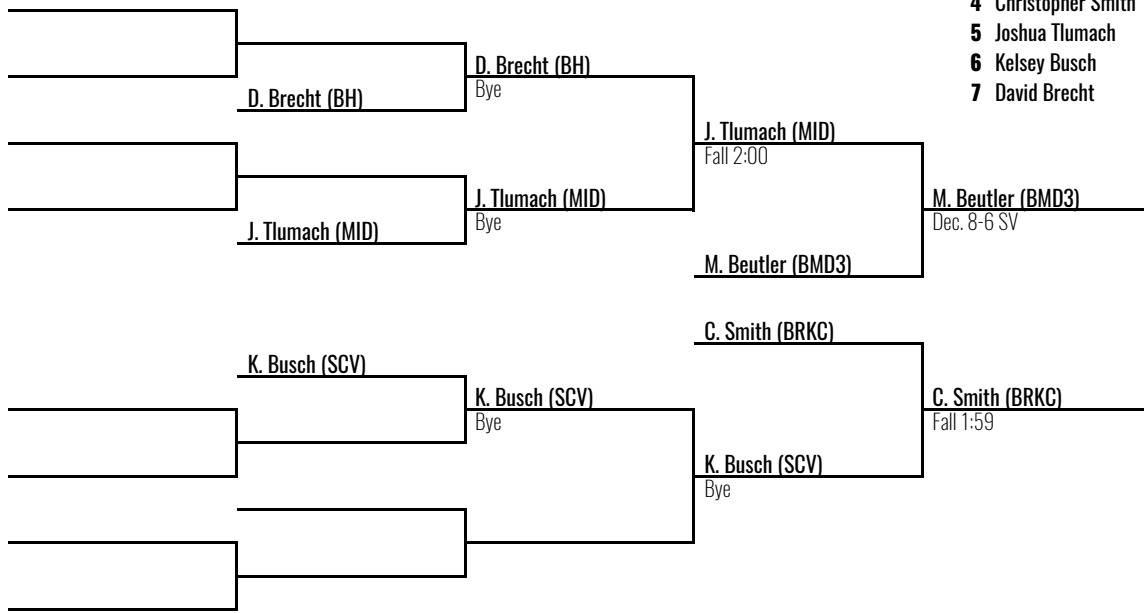 4 Christopher Smith
5 Joshua Tlumach
D. Brecht (BH)
Bye
6 Kelsey Busch
D. Brecht (BH)
7 David Brecht
J. Tlumach (MID)
Fall 2:00
J. Tlumach (MID)
Bye
M. Beutler (BMD3)
Dec. 8-6 SV
J. Tlumach (MID)
M. Beutler (BMD3)
C. Smith (BRKC)
K. Busch (SCV)
K. Busch (SCV)
Bye
C. Smith (BRKC)
Fall 1:59
K. Busch (SCV)
Bye